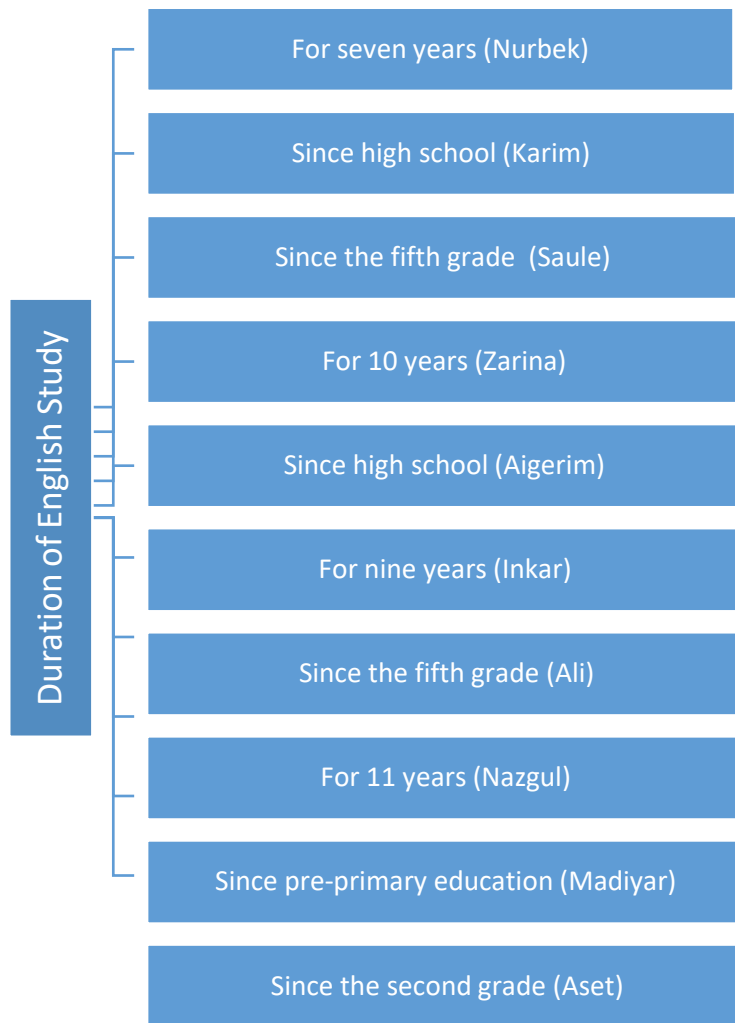 Duration of English Study
For seven years (Nurbek)
Since high school (Karim)
Since the fifth grade  (Saule)
For 10 years (Zarina)
Since high school (Aigerim)
For nine years (Inkar)
Since the fifth grade (Ali)
For 11 years (Nazgul)
Since pre-primary education (Madiyar)
Since the second grade (Aset)